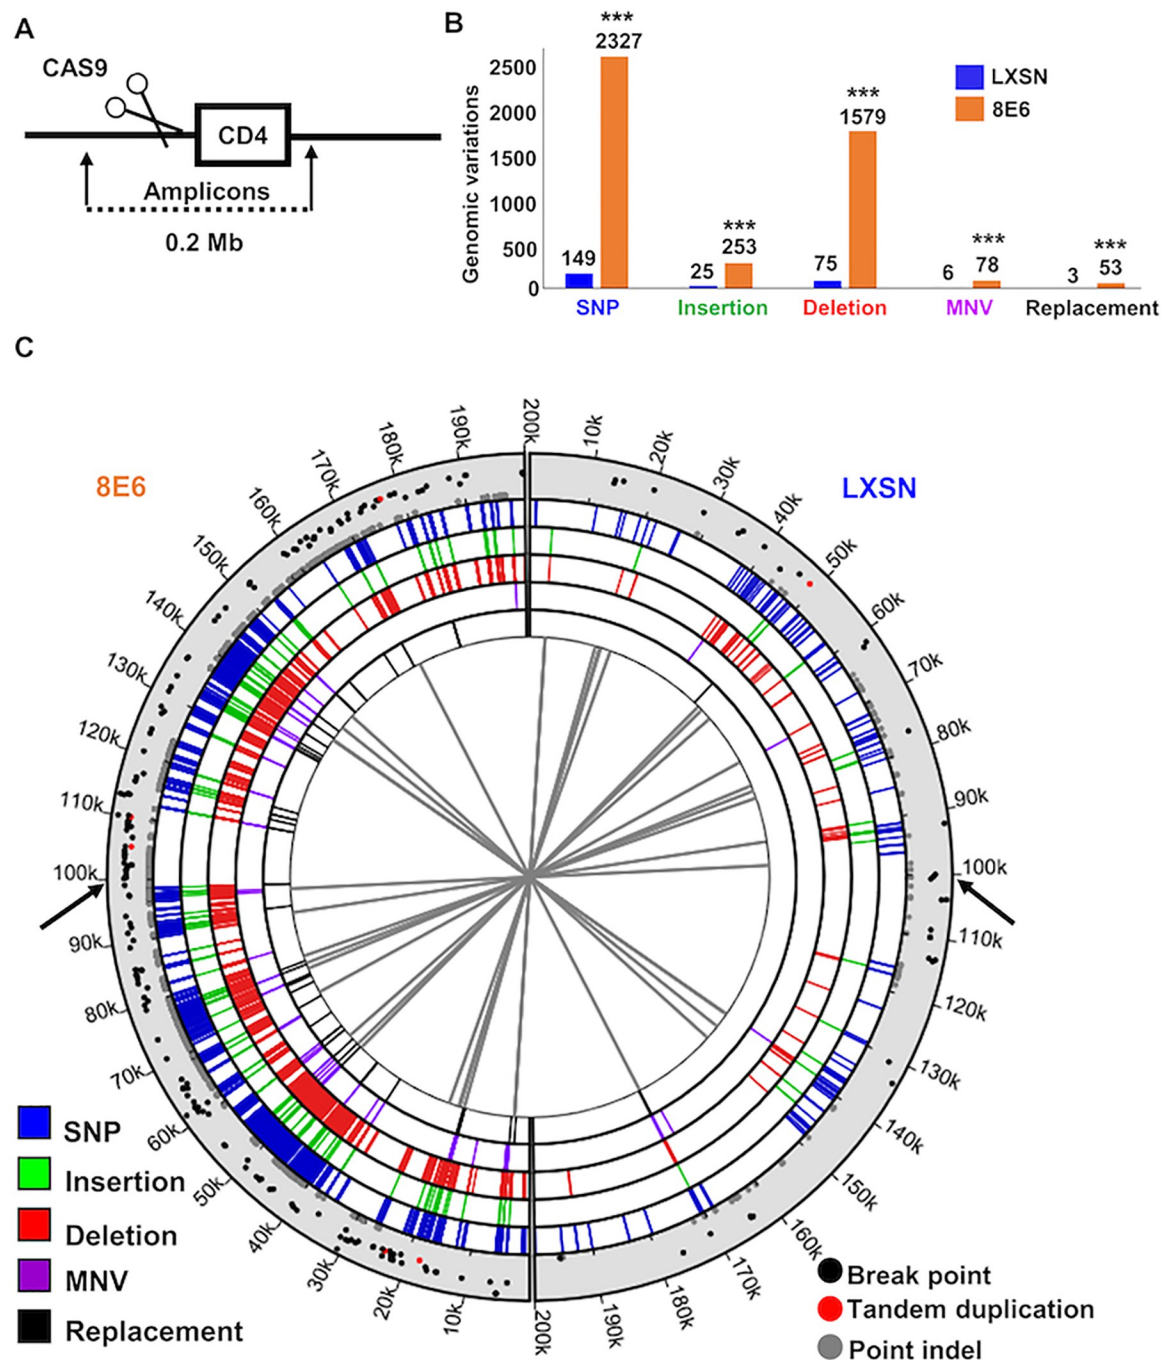 A
CAS9
CD4
Amplicons
0.2 Mb
B
Genomic variations
2500
2000
1500
1000
500
0
***
2327
149
***
253
25
***
1579
75
***
78
6
***
53
3
LXSN
8E6
SNP
Insertion
Deletion
MNV
Replacement
C
8E6
LXSN
200k
10k
20k
30k
40k
50k
60k
70k
80k
90k
100k
110k
120k
130k
140k
150k
160k
170k
180k
190k
200k
10k
20k
30k
40k
50k
60k
70k
80k
90k
100k
110k
120k
130k
140k
150k
160k
170k
180k
190k
SNP
Insertion
Deletion
MNV
Replacement
Break point
Tandem duplication
Point indel